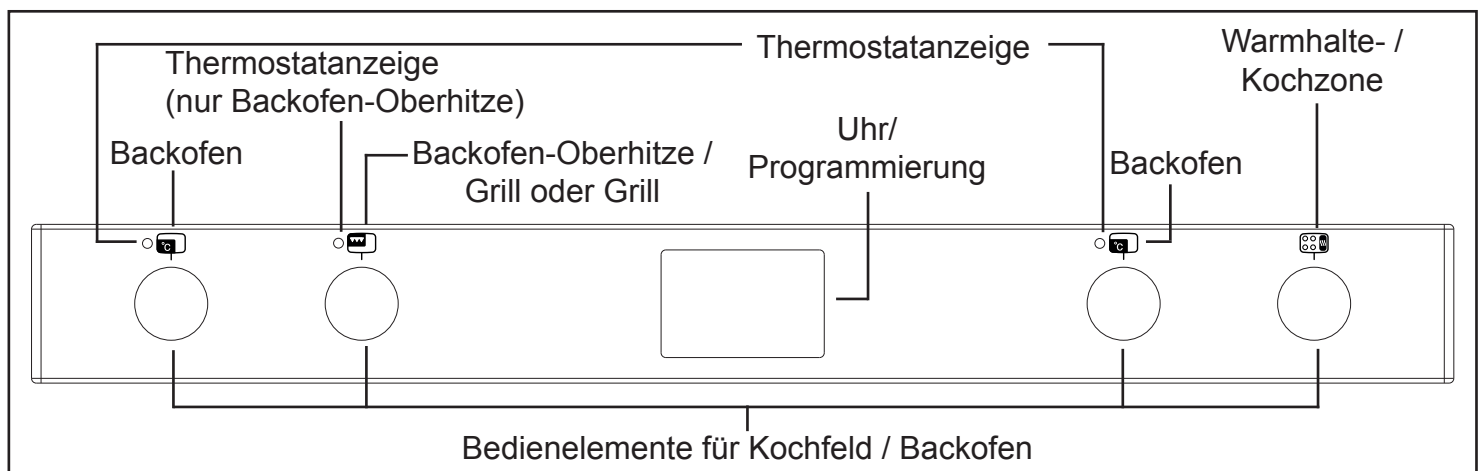 Thermostatanzeige
Warmhalte- /
Kochzone
Thermostatanzeige
(nur Backofen-Oberhitze)
Uhr/
Programmierung
Backofen
Backofen-Oberhitze /
Grill oder Grill
Backofen
°C
°C
Bedienelemente für Kochfeld / Backofen